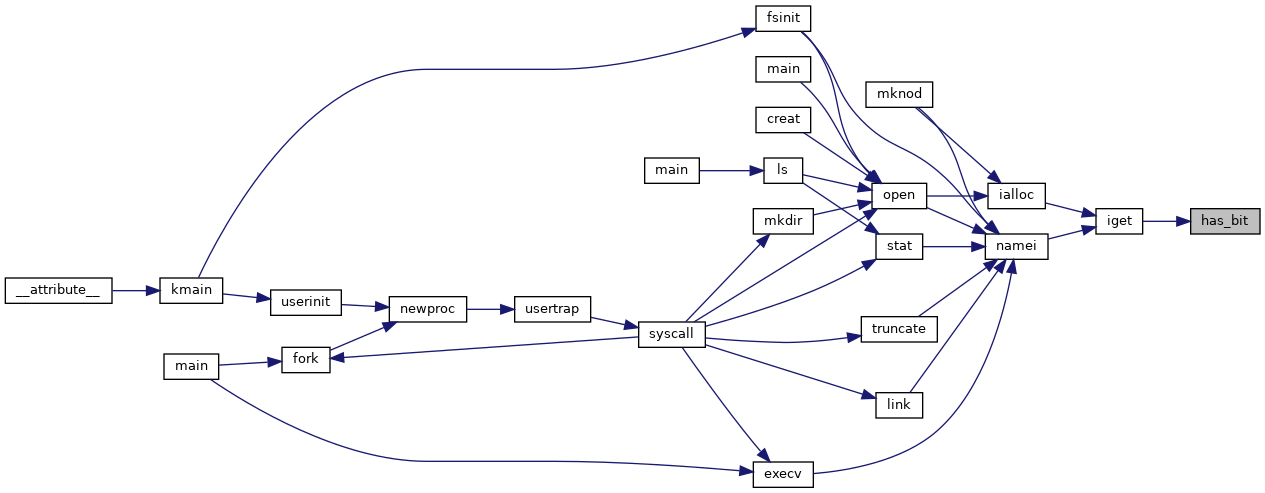 fsinit
main
mknod
creat
main
ls
open
ialloc
mkdir
iget
has_bit
stat
namei
__attribute__
kmain
userinit
newproc
usertrap
syscall
truncate
main
fork
link
execv